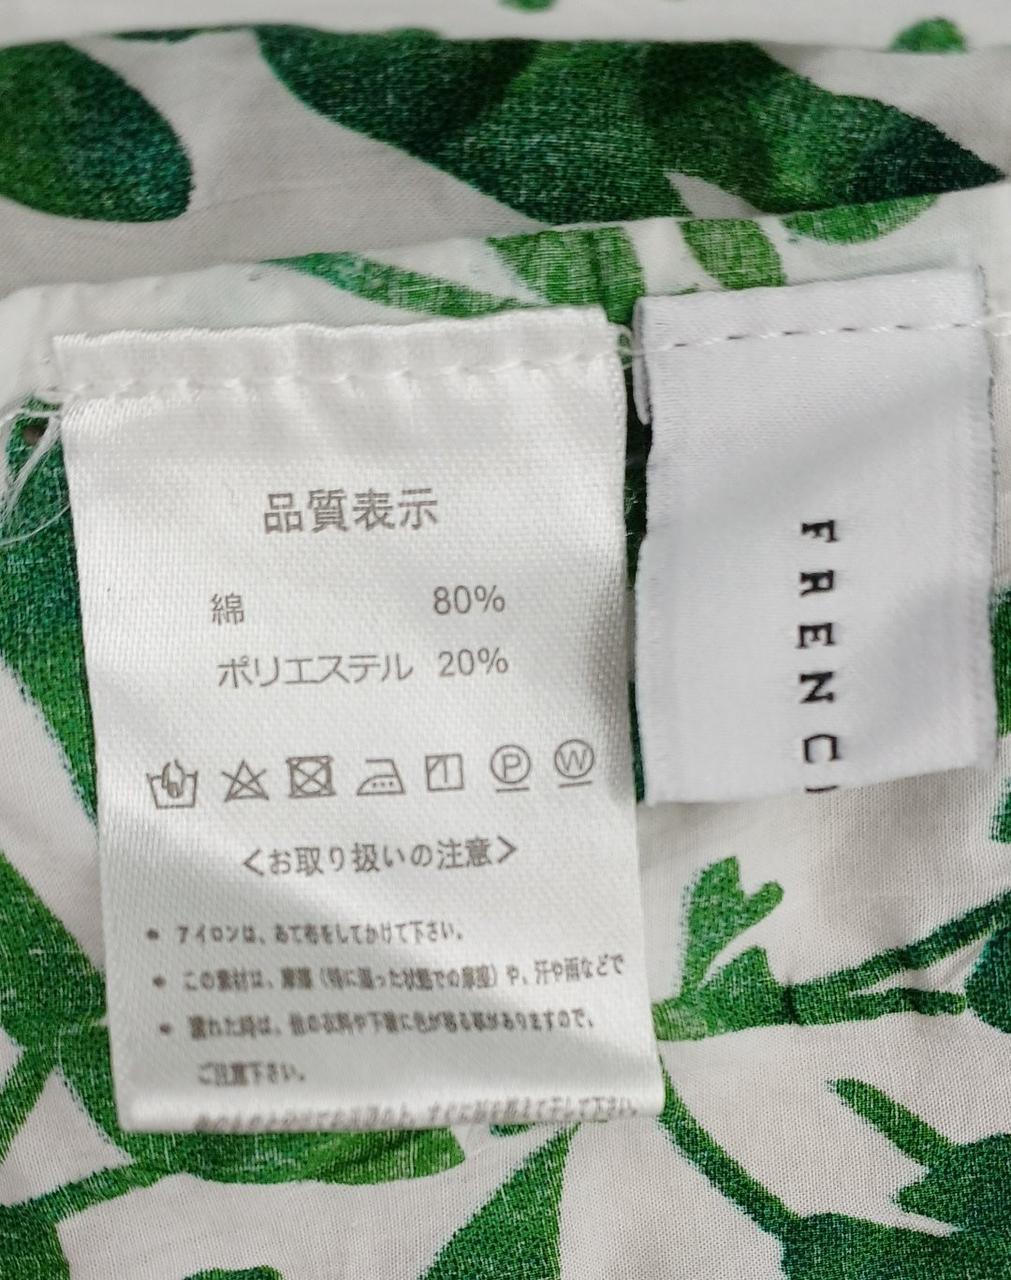 品質表示
綿 80%
ポリエステル 20%
P W
<お取り扱いの注意>
• アイロンは、あて布をしてかけて下さい。
• この素材は、摩擦(特に湿った状態での摩擦)や、汗や雨などで
• 濡れた時は、他の衣料や下着に色が移る事がありますので、
ご注意下さい。
FRENC